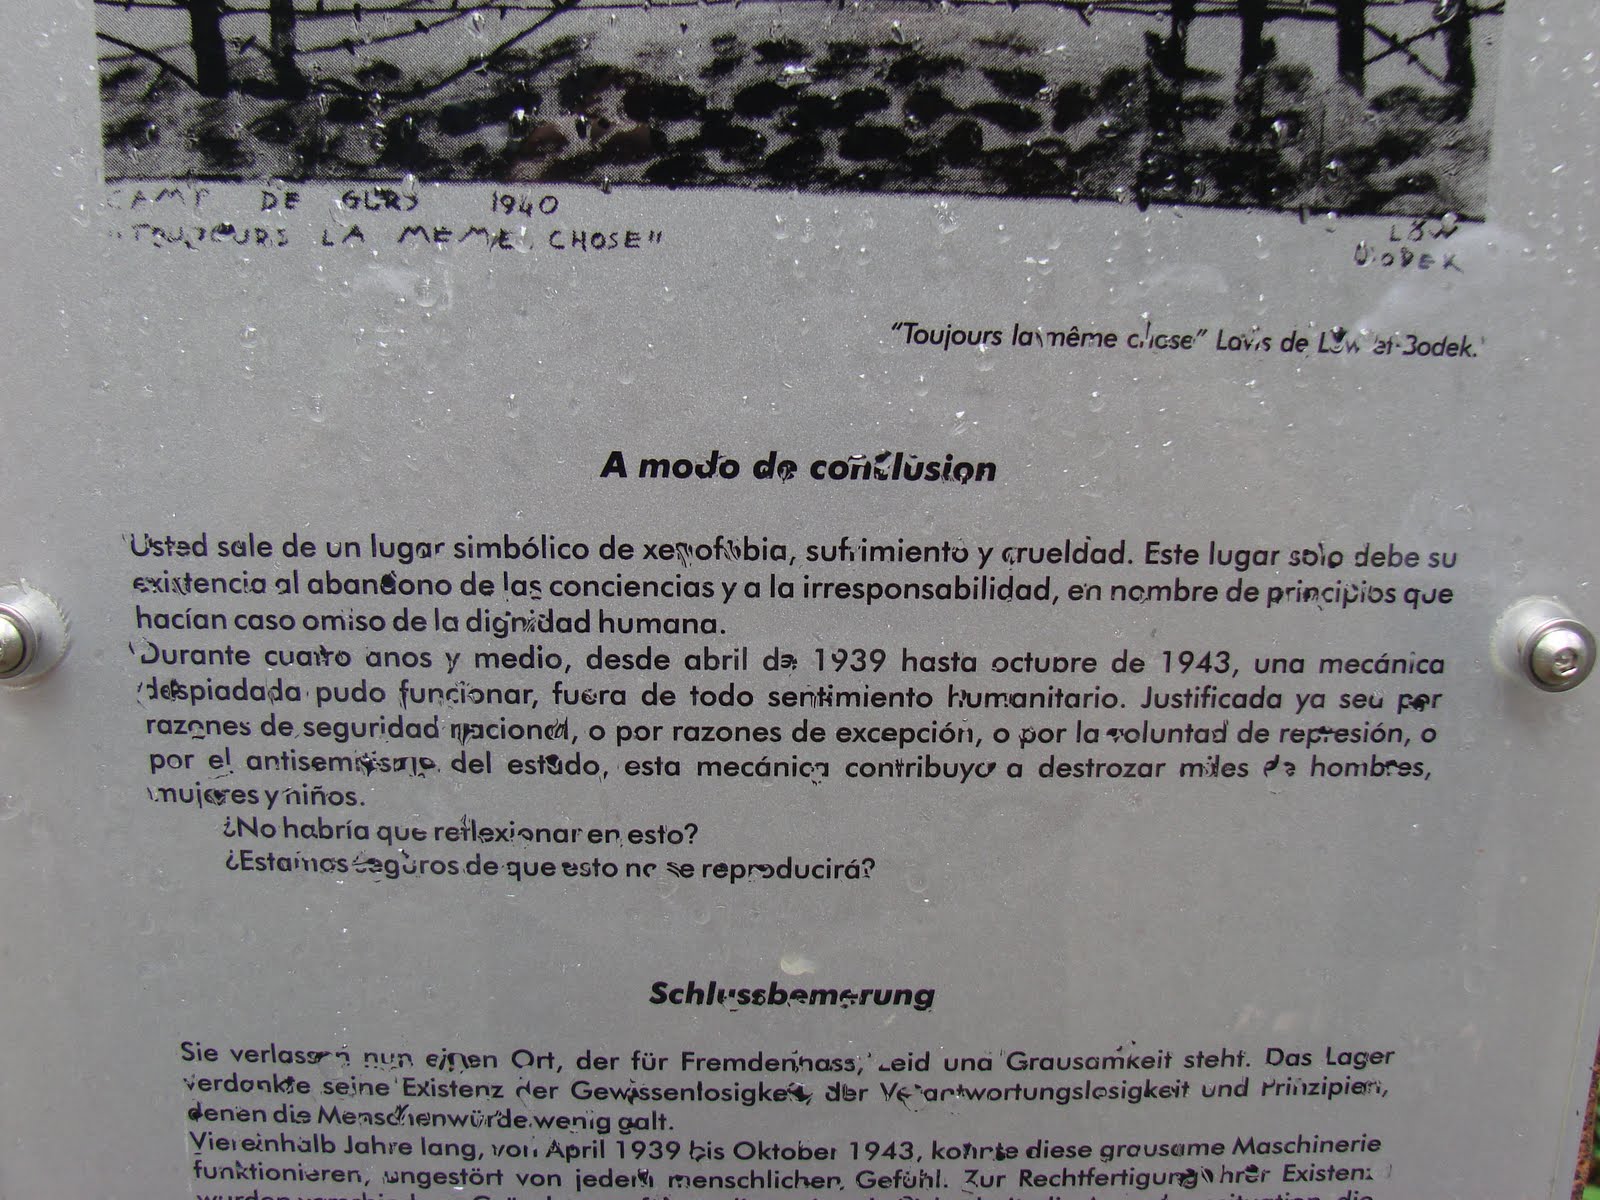 CAMP DE GURS 1940
"TOUJOURS LA MEME CHOSE"
LÖW
BODEK
"Toujours la même chose" Lavis de Löw et Bodek.
A modo de conclusion
Usted sale de un lugar simbólico de xenofobia, sufrimiento y crueldad. Este lugar solo debe su
existencia al abandono de las conciencias y a la irresponsabilidad, en nombre de principios que
hacían caso omiso de la dignidad humana.
Durante cuatro anos y medio, desde abril de 1939 hasta octubre de 1943, una mecánica
despiadada pudo funcionar, fuera de todo sentimiento humanitario. Justificada ya sea por
razones de seguridad nacional, o por razones de excepción, o por la voluntad de represión, o
por el antisemitismo del estado, esta mecánica contribuyo a destrozar miles de hombres,
mujeres y niños.
¿No habría que reflexionar en esto?
¿Estamos seguros de que esto no se reproducirá?
Schlussbemerung
Sie verlassen nun einen Ort, der für Fremdenhass, Leid und Grausamkeit steht. Das Lager
verdankte seine Existenz der Gewissenlosigkeit, der Verantwortungslosigkeit und Prinzipien,
denen die Menschenwürde wenig galt.
Viereinhalb Jahre lang, von April 1939 bis Oktober 1943, konnte diese grausame Maschinerie
funktionieren, ungestört von jedem menschlichen Gefühl. Zur Rechtfertigung ihrer Existenz